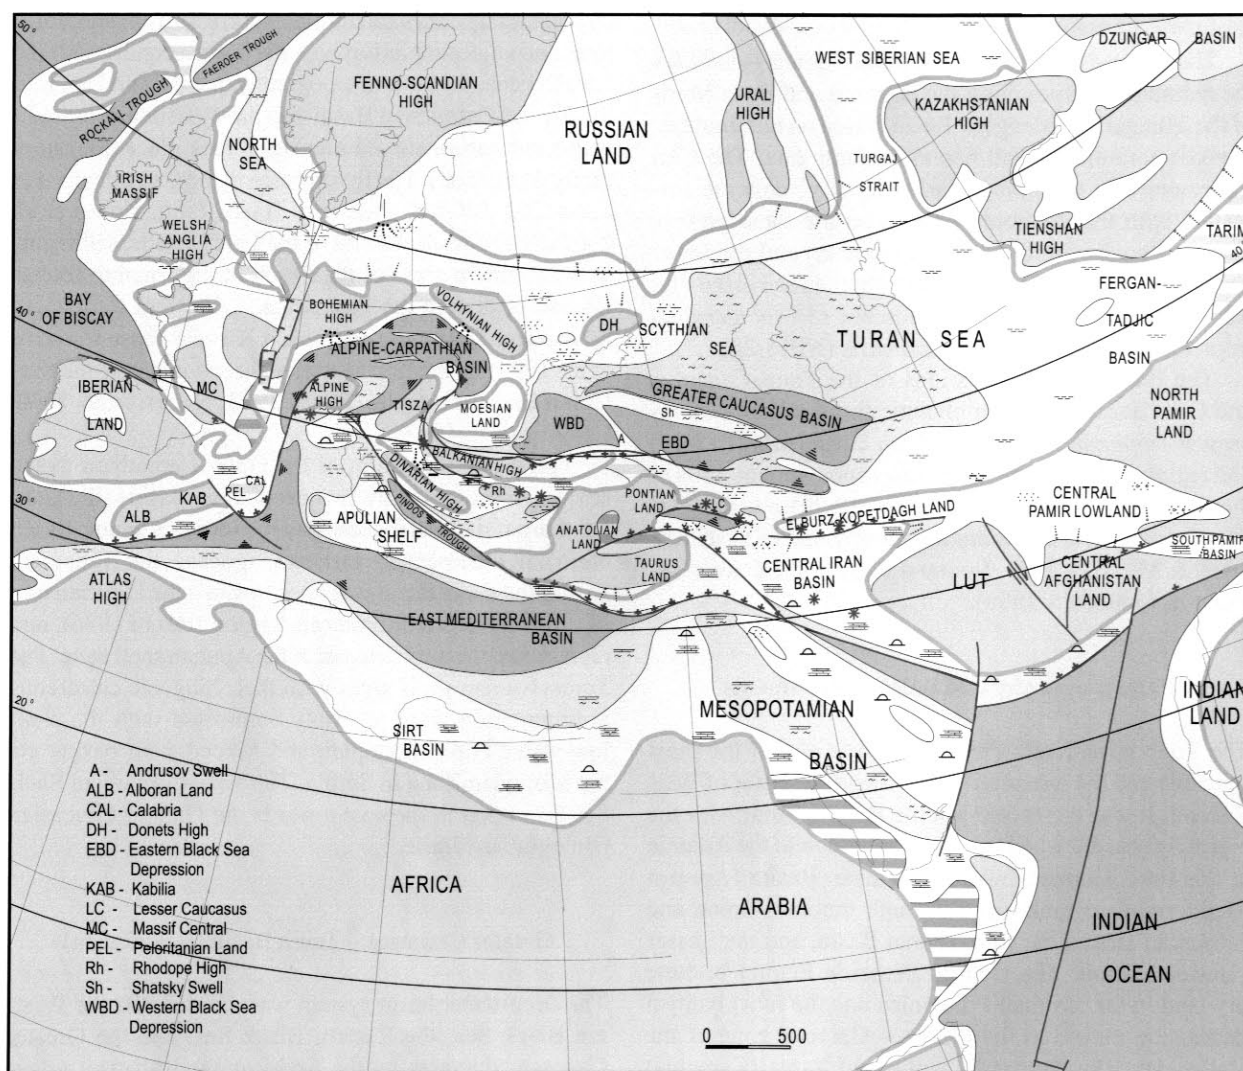 50°
FAEROER TROUGH
ROCKALL TROUGH
NORTH
SEA
FENNO-SCANDIAN
HIGH
RUSSIAN
LAND
URAL
HIGH
WEST SIBERIAN SEA
DZUNGAR
BASIN
KAZAKHSTANIAN
HIGH
TURGAJ
STRAIT
IRISH
MASSIF
WELSH-
ANGLIA
HIGH
TIENSHAN
HIGH
TARIM
40°
BAY
OF BISCAY
40°
BOHEMIAN
HIGH
VOLHYNIAN HIGH
DH
SCYTHIAN
SEA
TURAN SEA
FERGAN-
TADJIC
BASIN
ALPINE-CARPATHIAN
BASIN
IBERIAN
LAND
MC
ALPINE
HIGH
TISZA
MOESIAN
LAND
WBD
GREATER CAUCASUS BASIN
Sh
A
EBD
NORTH
PAMIR
LAND
BALKANIAN HIGH
DINARIAN HIGH
Rh
CAL
PEL
KAB
ALB
30°
PINDOS TROUGH
APULIAN
SHELF
PONTIAN
LAND
LC
ANATOLIAN
LAND
TAURUS
LAND
ELBURZ-KOPETDAGH LAND
CENTRAL
PAMIR LOWLAND
SOUTH PAMIR
BASIN
CENTRAL IRAN
BASIN
LUT
CENTRAL
AFGHANISTAN
LAND
ATLAS
HIGH
EAST MEDITERRANEAN
BASIN
20°
SIRT
BASIN
MESOPOTAMIAN
BASIN
INDIAN
LAND
A - Andrusov Swell
ALB - Alboran Land
CAL - Calabria
DH - Donets High
EBD - Eastern Black Sea
Depression
KAB - Kabilia
LC - Lesser Caucasus
MC - Massif Central
PEL - Peloritanian Land
Rh - Rhodope High
Sh - Shatsky Swell
WBD - Western Black Sea
Depression
AFRICA
ARABIA
INDIAN
OCEAN
0 500